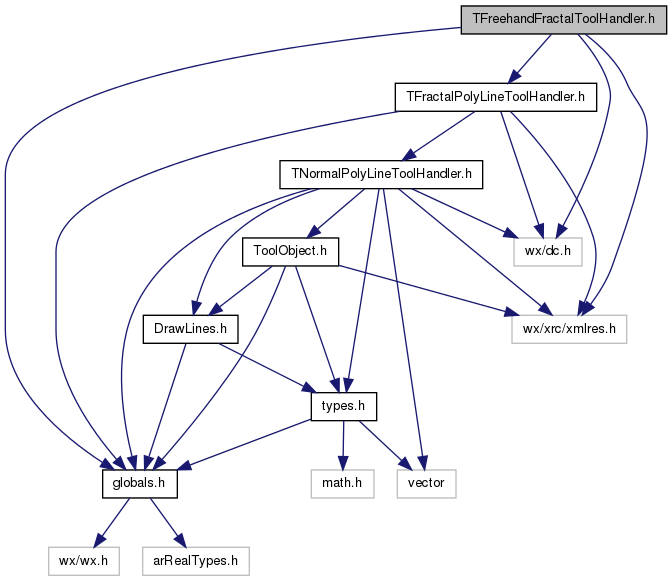 TFreehandFractalToolHandler.h
TFractalPolyLineToolHandler.h
TNormalPolyLineToolHandler.h
ToolObject.h
wx/dc.h
DrawLines.h
wx/xrc/xmlres.h
types.h
globals.h
math.h
vector
wx/wx.h
arRealTypes.h